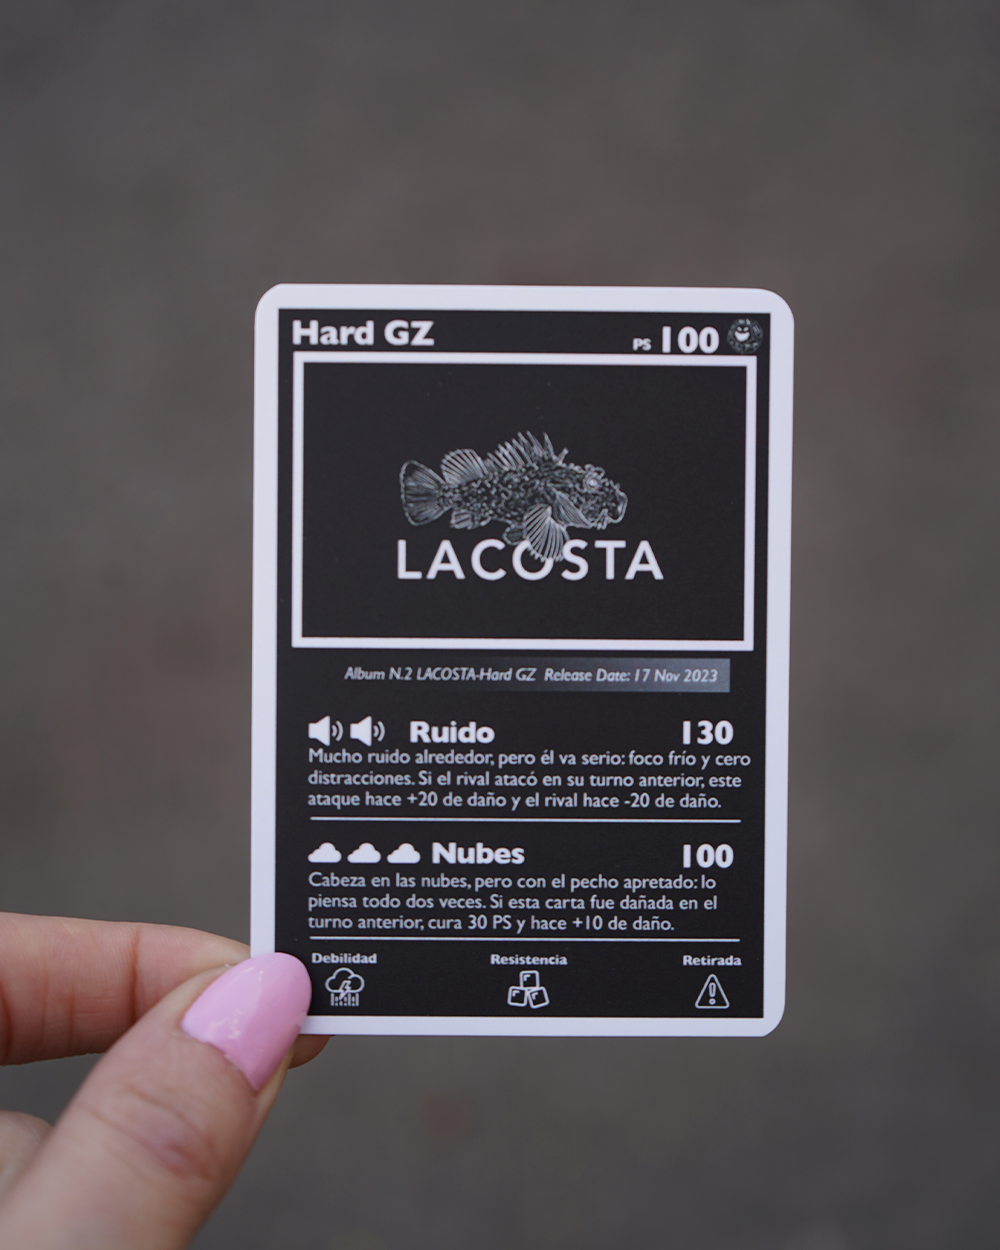 Hard GZ PS 100
LACOSTA
Album N.2 LACOSTA-Hard GZ Release Date: 17 Nov 2023
Ruido 130
Mucho ruido alrededor, pero él va serio: foco frío y cero
distracciones. Si el rival atacó en su turno anterior, este
ataque hace +20 de daño y el rival hace -20 de daño.
Nubes 100
Cabeza en las nubes, pero con el pecho apretado: lo
piensa todo dos veces. Si esta carta fue dañada en el
turno anterior, cura 30 PS y hace +10 de daño.
Debilidad Resistencia Retirada